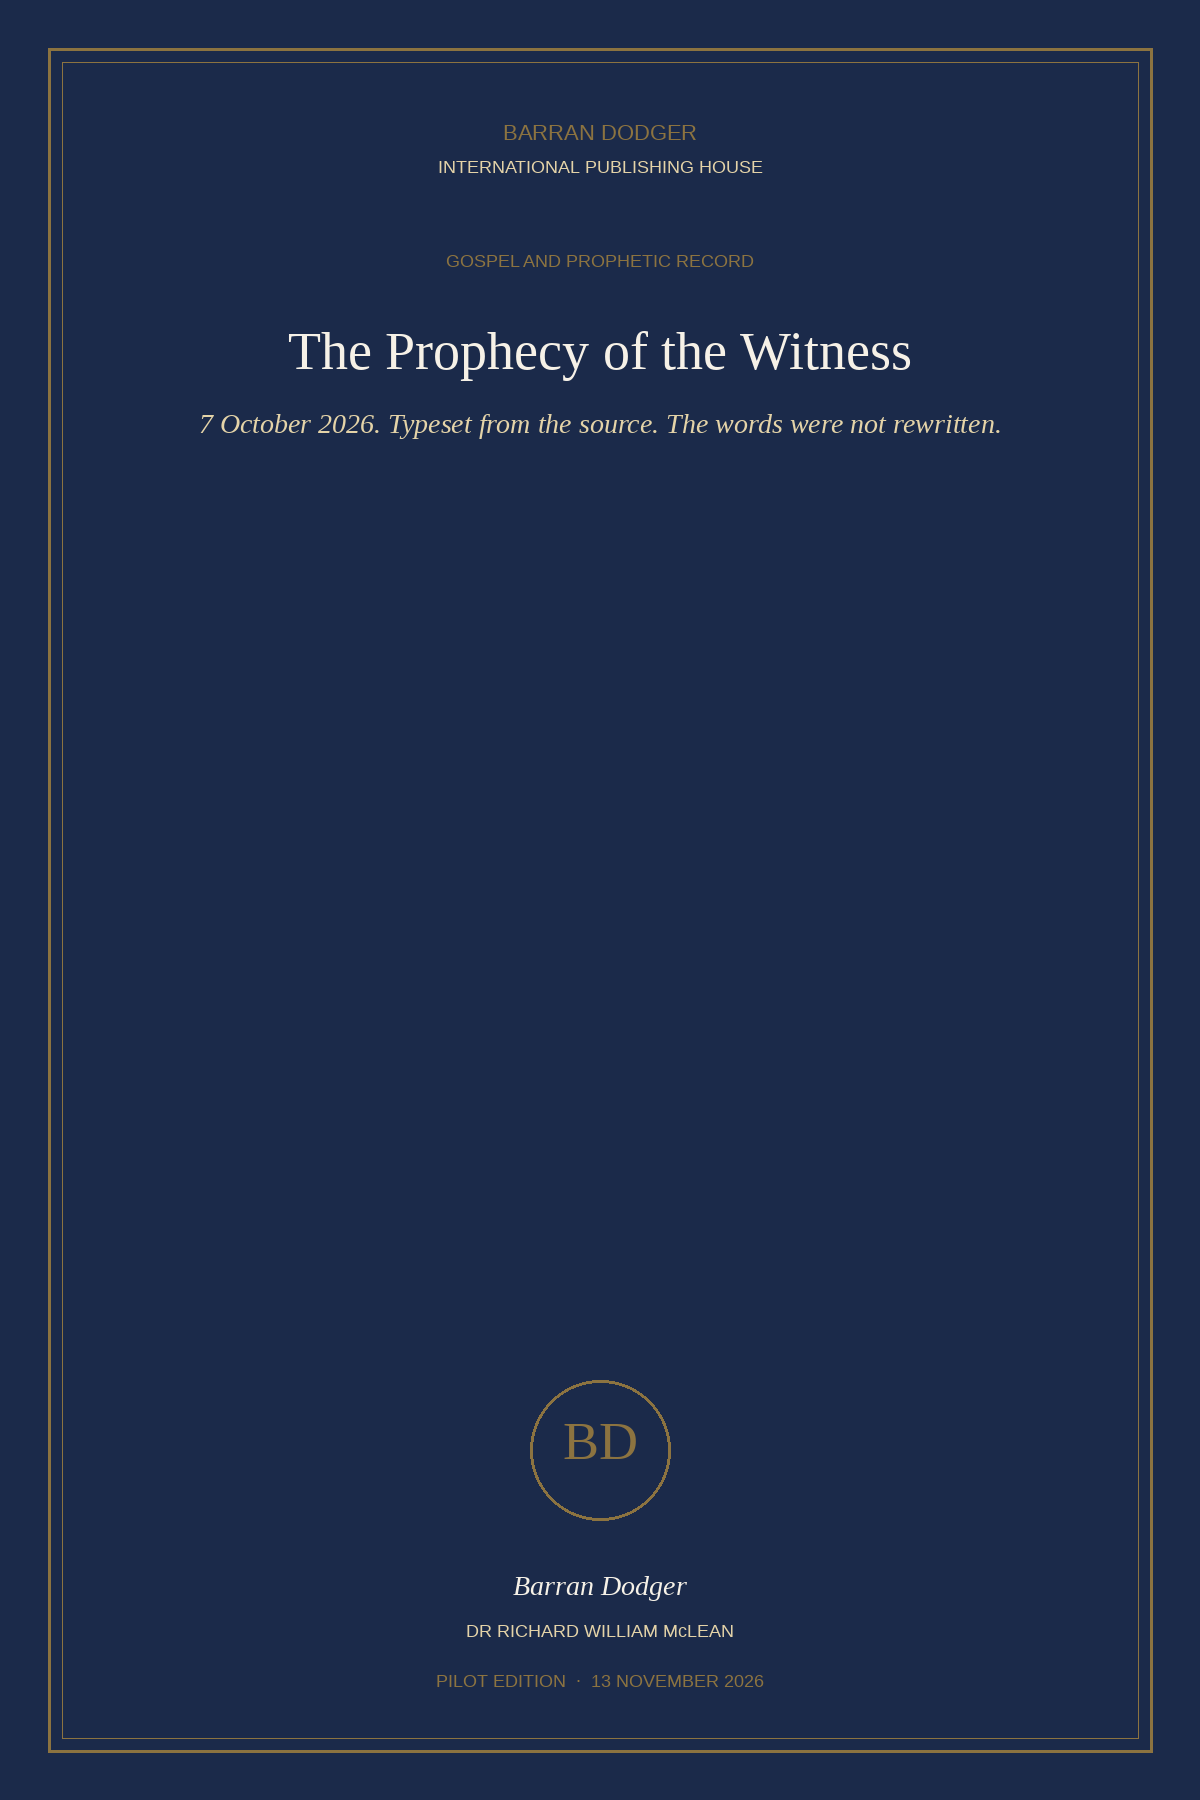 BARRAN DODGER
INTERNATIONAL PUBLISHING HOUSE
GOSPEL AND PROPHETIC RECORD
The Prophecy of the Witness
7 October 2026. Typeset from the source. The words were not rewritten.
BD
Barran Dodger
DR RICHARD WILLIAM McLEAN
PILOT EDITION · 13 NOVEMBER 2026